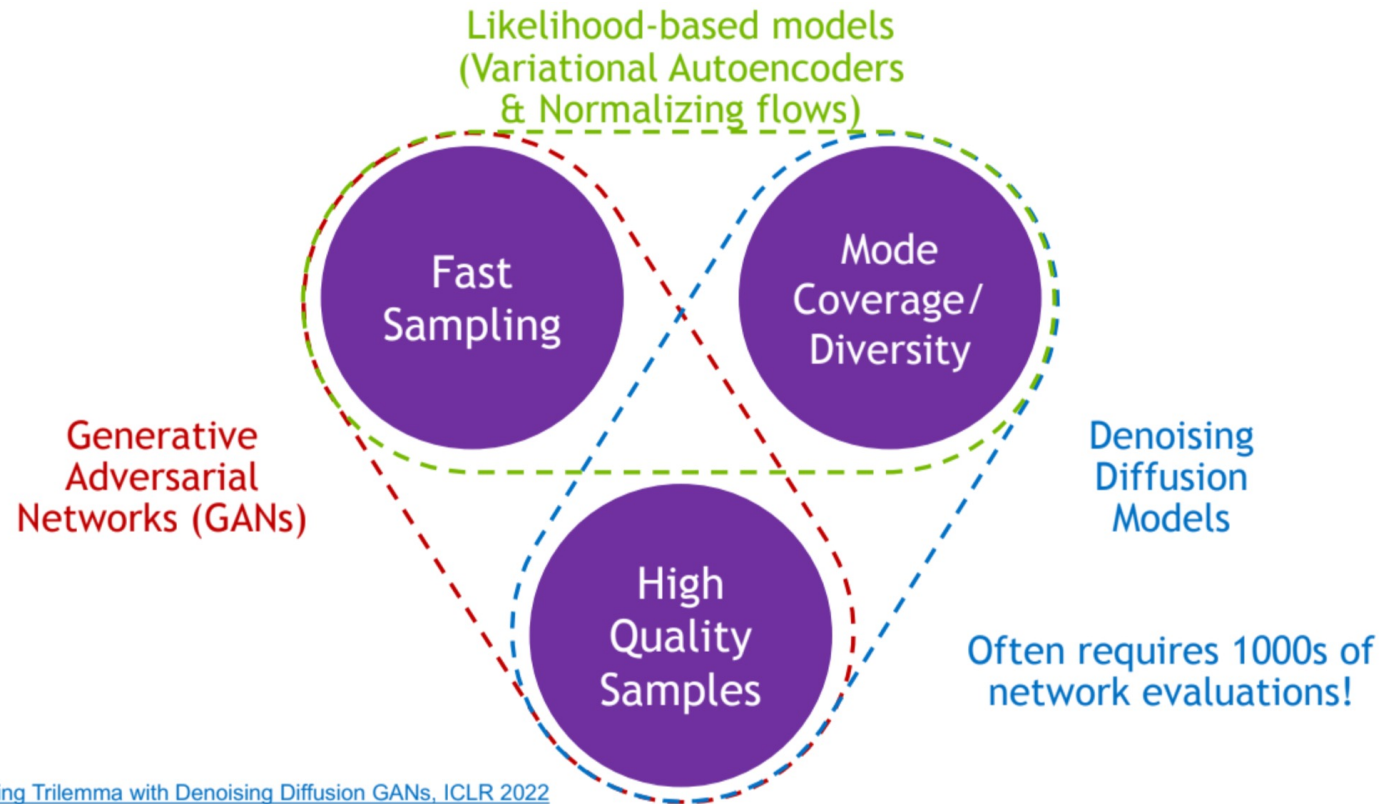 Likelihood-based models
(Variational Autoencoders
& Normalizing flows)
Fast
Sampling
Mode
Coverage/
Diversity
Generative
Adversarial
Networks (GANs)
Denoising
Diffusion
Models
High
Quality
Samples
Often requires 1000s of
network evaluations!
ing Trilemma with Denoising Diffusion GANs, ICLR 2022